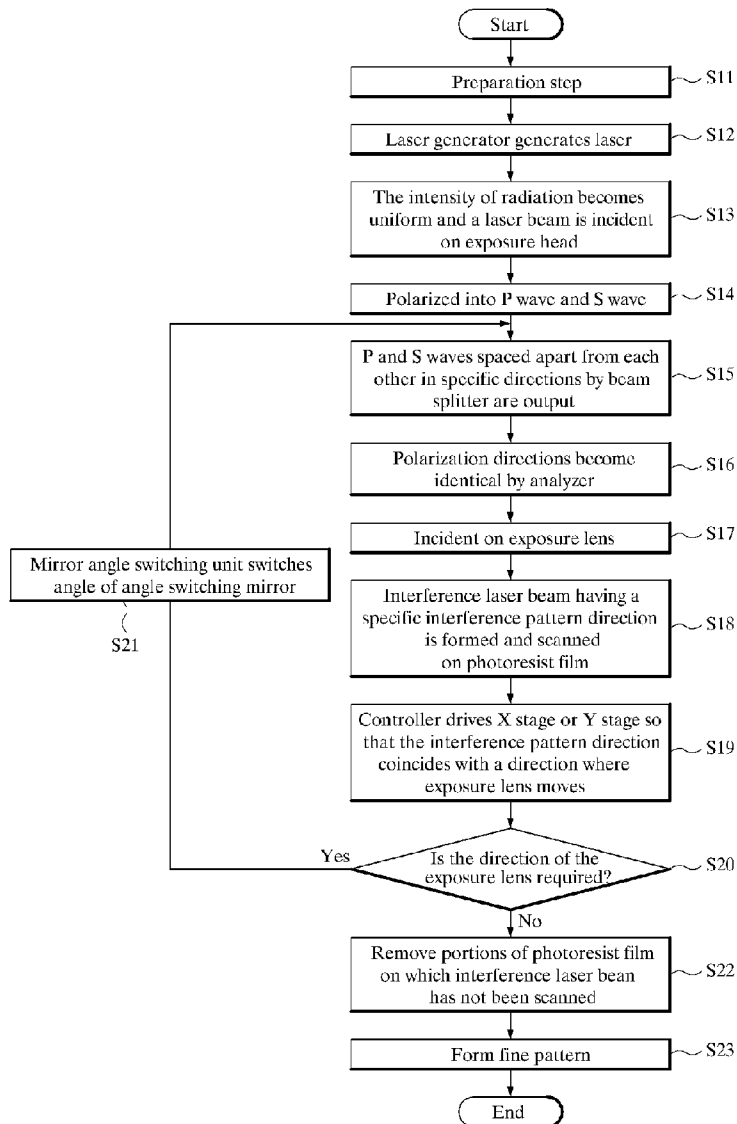 Start
Preparation step
S11
Laser generator generates laser
S12
The intensity of radiation becomes
uniform and a laser beam is incident
on exposure head
S13
Polarized into P wave and S wave
S14
P and S waves spaced apart from each
other in specific directions by beam
splitter are output
S15
Polarization directions become
identical by analyzer
S16
Incident on exposure lens
S17
Mirror angle switching unit switches
angle of angle switching mirror
S21
Interference laser beam having a
specific interference pattern direction
is formed and scanned
on photoresist film
S18
Controller drives X stage or Y stage so
that the interference pattern direction
coincides with a direction where
exposure lens moves
S19
Yes
Is the direction of the
exposure lens required?
S20
No
Remove portions of photoresist film
on which interference laser bean
has not been scanned
S22
Form fine pattern
S23
End